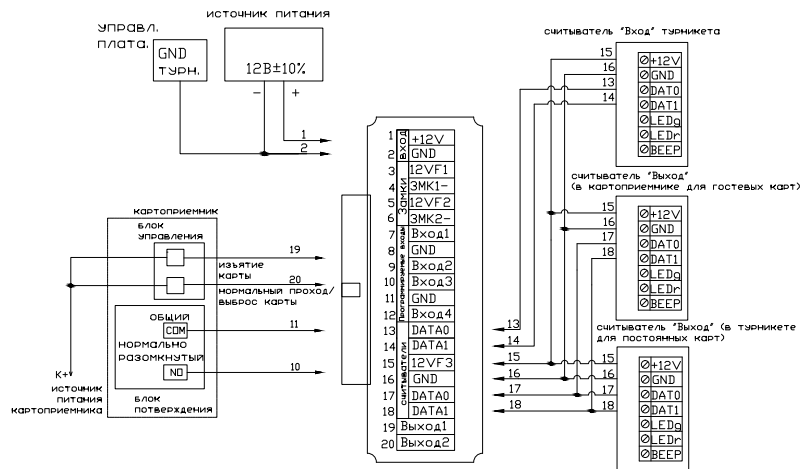 источник питания
управл.
плата.
GND
турн.
12В±10%
− +
1
2
считыватель "Вход" турникета
15 +12V
16 GND
13 DAT0
14 DAT1
LEDg
LEDr
BEEP
считыватель "Выход"
(в картоприемнике для гостевых карт)
15 +12V
16 GND
17 DAT0
18 DAT1
LEDg
LEDr
BEEP
считыватель "Выход" (в турникете
для постоянных карт)
15 +12V
16 GND
17 DAT0
18 DAT1
LEDg
LEDr
BEEP
13
14
15
16
17
18
вход
Замки
Программируемые входы
считыватели
1 +12V
2 GND
3 12VF1
4 ЗМК1-
5 12VF2
6 ЗМК2-
7 Вход1
8 GND
9 Вход2
10 Вход3
11 GND
12 Вход4
13 DATA0
14 DATA1
15 12VF3
16 GND
17 DATA0
18 DATA1
19 Выход1
20 Выход2
картоприемник
блок
управления
19
изъятие
карты
20
нормальный проход/
выброс карты
общий
COM
11
нормально
разомкнутый
NO
10
блок
потверждения
К+
источник
питания
картоприемника